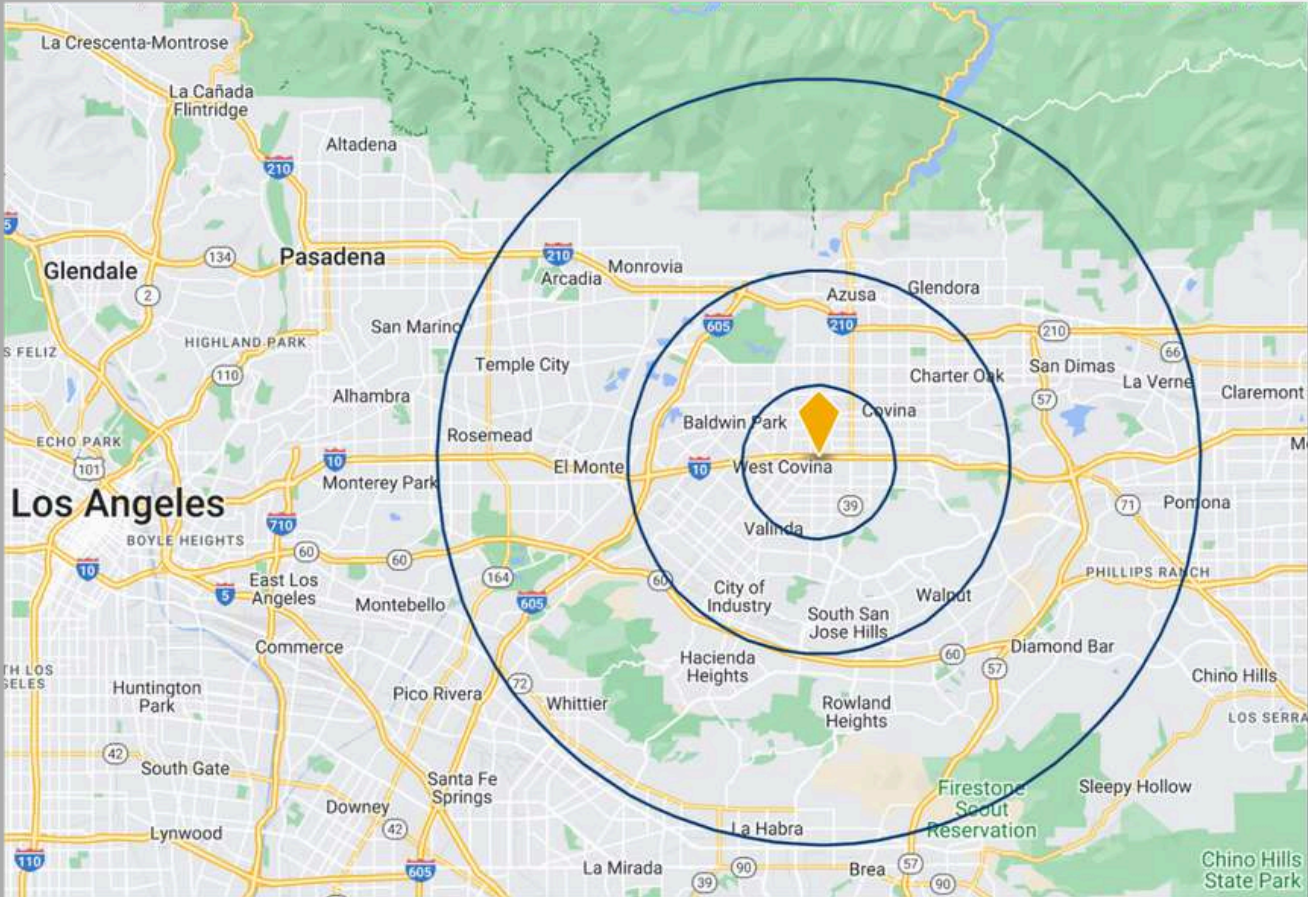 La Crescenta-Montrose
La Cañada
Flintridge
Altadena
210
5
134
Pasadena
210
Monrovia
Glendale
Arcadia
2
Azusa
Glendora
San Marino
605
210
210
HIGHLAND PARK
S FELIZ
66
Temple City
110
Charter Oak
San Dimas
La Verne
Claremont
Alhambra
57
Covina
Baldwin Park
ECHO PARK
Rosemead
M
101
10
El Monte
10
West Covina
Monterey Park
Los Angeles
39
71
Pomona
710
Valinda
BOYLE HEIGHTS
60
60
10
164
60
PHILLIPS RANCH
East Los
Angeles
5
605
City of
Industry
Walnut
Montebello
South San
Jose Hills
Commerce
60
Diamond Bar
57
Hacienda
Heights
TH LOS
GELES
Chino Hills
72
Huntington
Park
Pico Rivera
Whittier
Rowland
Heights
LOS SERRA
42
South Gate
Santa Fe
Springs
Firestone
Scout
Reservation
Sleepy Hollow
Downey
42
Lynwood
La Habra
110
605
La Mirada
90
Brea
57
Chino Hills
State Park
39
90